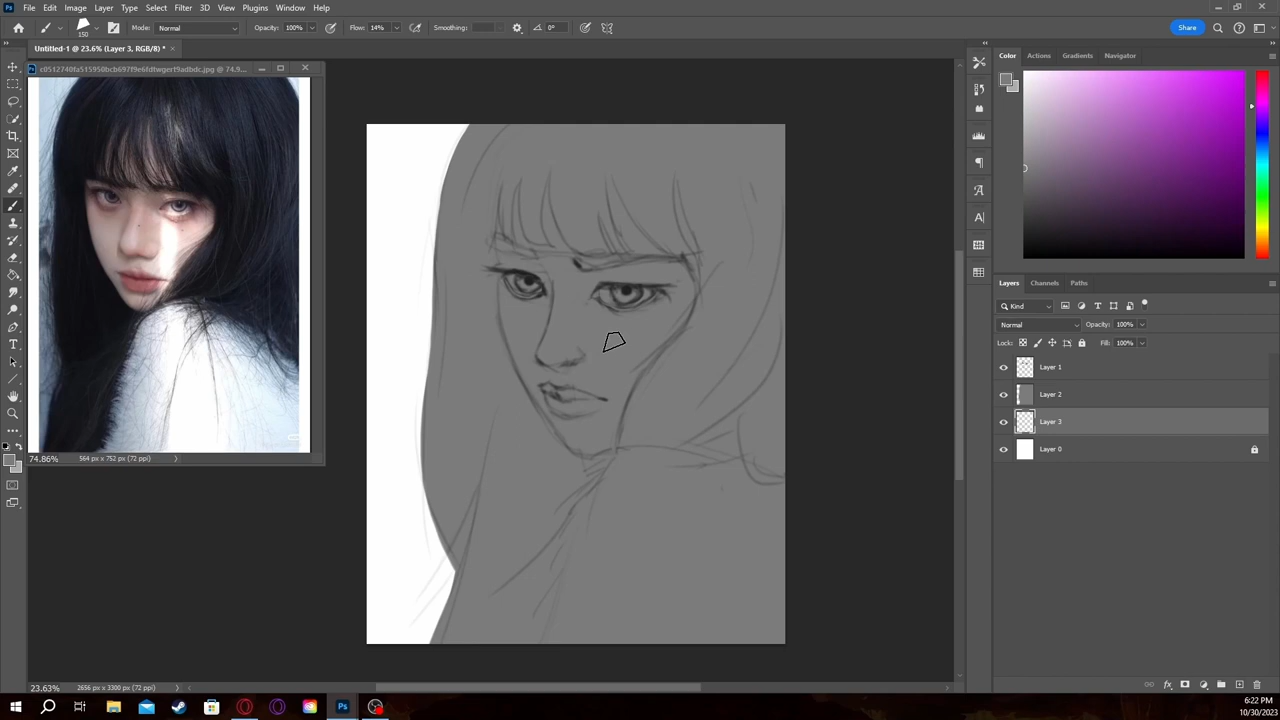 File Edit Image Layer Type Select Filter 3D View Plugins Window Help
150 Mode: Normal Opacity: 100% Flow: 14% Smoothing: 0° Share
Untitled-1 @ 23.6% (Layer 3, RGB/8) *
Color Actions Gradients Navigator
Layers Channels Paths
Kind
Normal Opacity: 100%
Lock: Fill: 100%
Layer 1
Layer 2
Layer 3
Layer 0
74.86% 564 px x 752 px (72 ppi)
23.63% 2656 px x 3300 px (72 ppi)
6:22 PM
10/30/2023